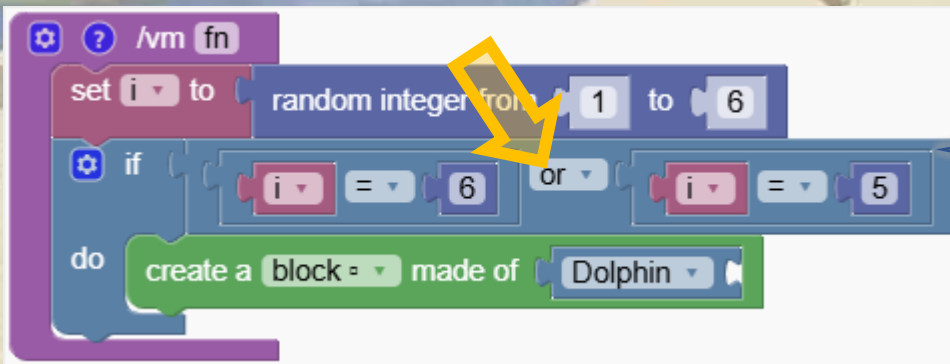 ? /vm fn
set i to random integer from 1 to 6
if i = 6 or i = 5
do create a block made of Dolphin